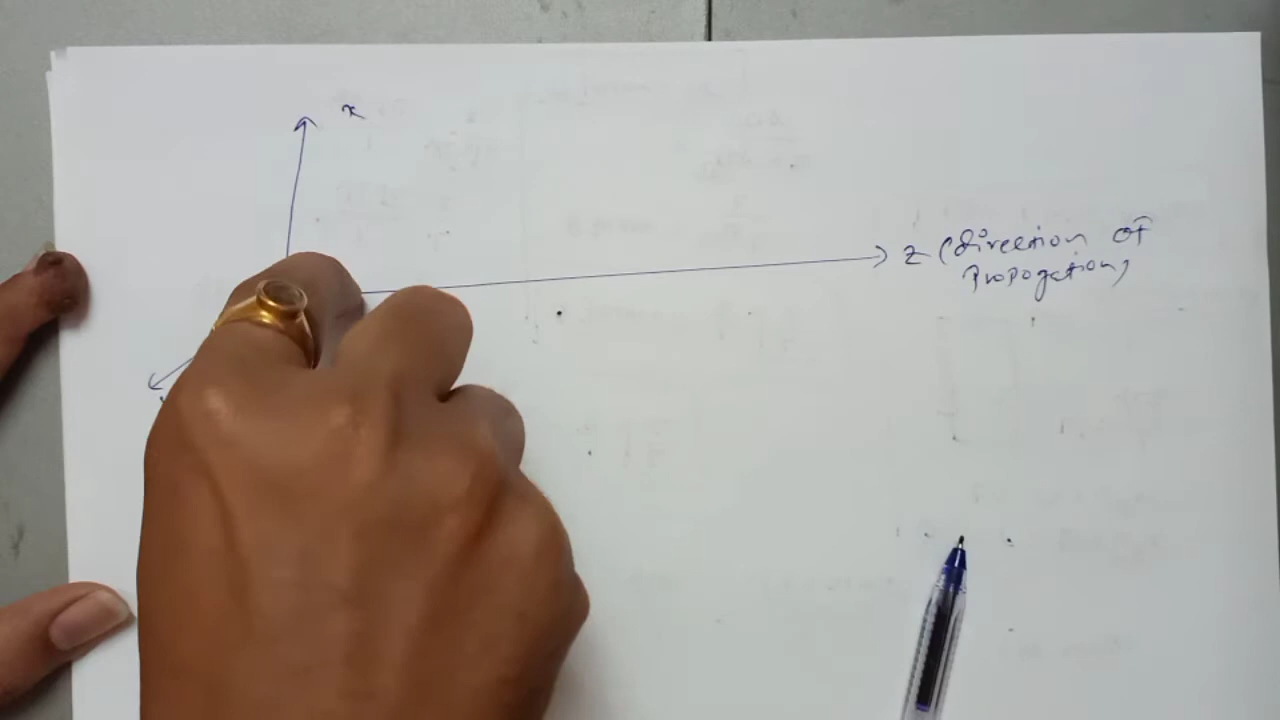 x
z (direction of
propogation)